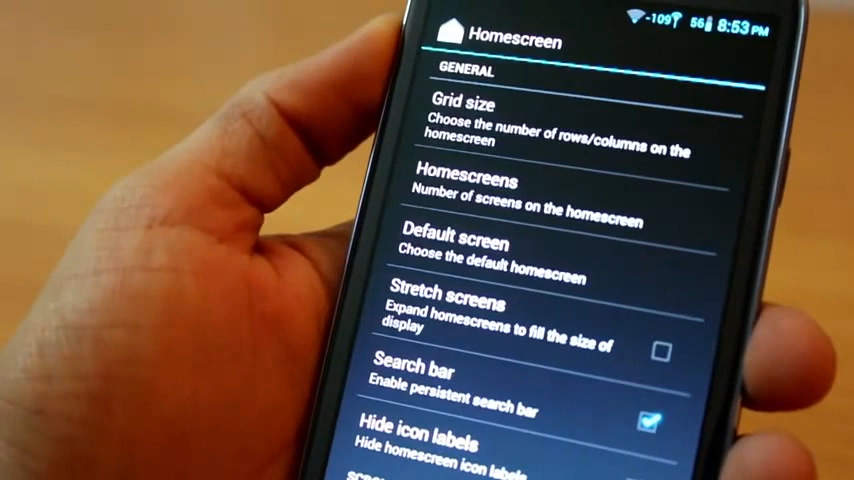 -109 56 8:53 PM
Homescreen
GENERAL
Grid size
Choose the number of rows/columns on the
homescreen
Homescreens
Number of screens on the homescreen
Default screen
Choose the default homescreen
Stretch screens
Expand homescreens to fill the size of
display
Search bar
Enable persistent search bar
Hide icon labels
Hide homescreen icon labels